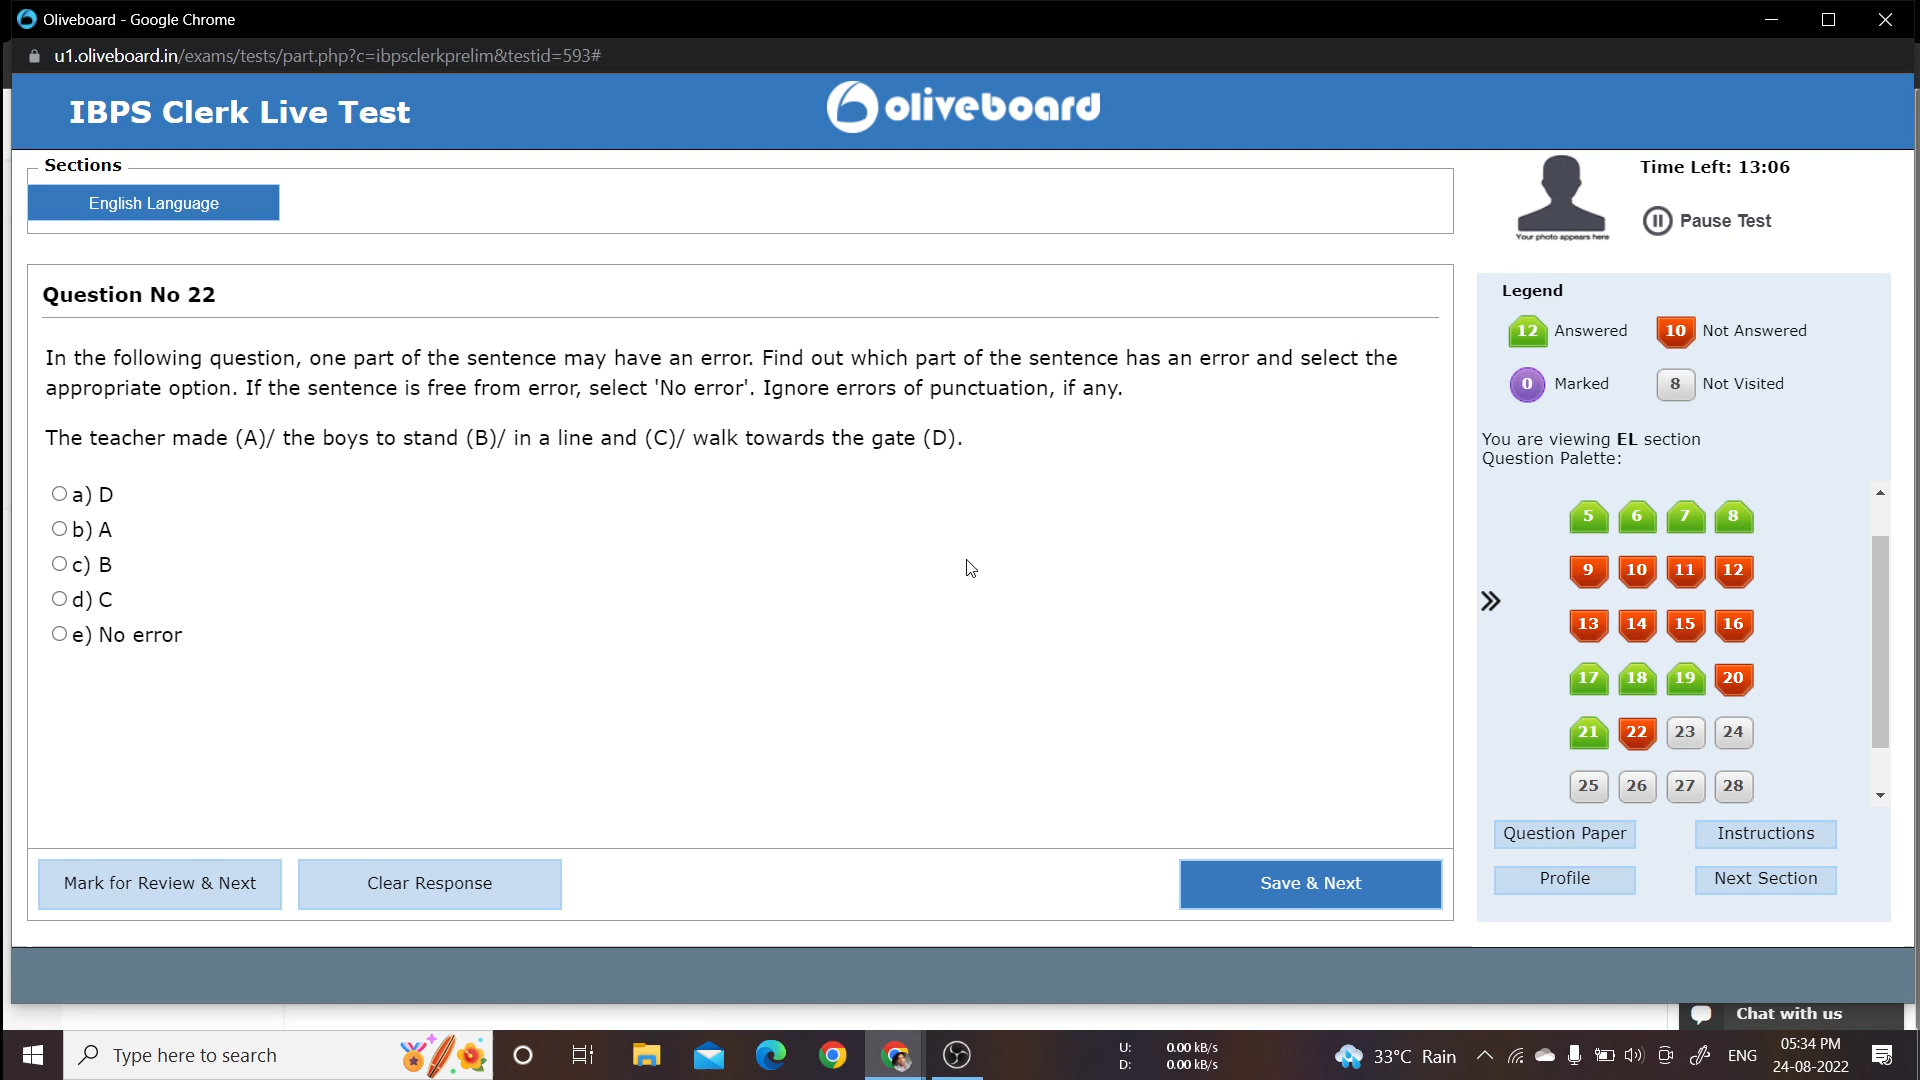 Oliveboard - Google Chrome
u1.oliveboard.in/exams/tests/part.php?c=ibpsclerkprelim&testid=593#
IBPS Clerk Live Test
oliveboard
Sections
English Language
Your photo appears here
Time Left: 13:06
Pause Test
Question No 22
In the following question, one part of the sentence may have an error. Find out which part of the sentence has an error and select the
appropriate option. If the sentence is free from error, select 'No error'. Ignore errors of punctuation, if any.
The teacher made (A)/ the boys to stand (B)/ in a line and (C)/ walk towards the gate (D).
a) D
b) A
c) B
d) C
e) No error
Mark for Review & Next
Clear Response
Save & Next
Legend
12 Answered
10 Not Answered
0 Marked
8 Not Visited
You are viewing EL section
Question Palette:
5 6 7 8
9 10 11 12
13 14 15 16
17 18 19 20
21 22 23 24
25 26 27 28
Question Paper
Instructions
Profile
Next Section
Chat with us
Type here to search
U: 0.00 kB/s
D: 0.00 kB/s
33°C Rain
ENG
05:34 PM
24-08-2022